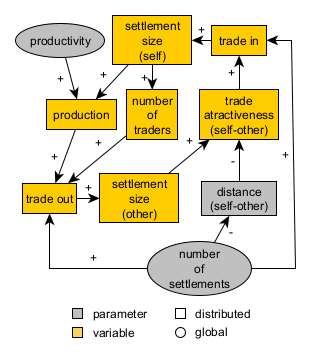 productivity
settlement
size
(self)
+
trade in
+
+
+
+
production
number
of
traders
trade
atractiveness
(self-other)
+
+
+
+
-
trade out
+
settlement
size
(other)
distance
(self-other)
-
+
number
of
settlements
parameter
distributed
variable
global